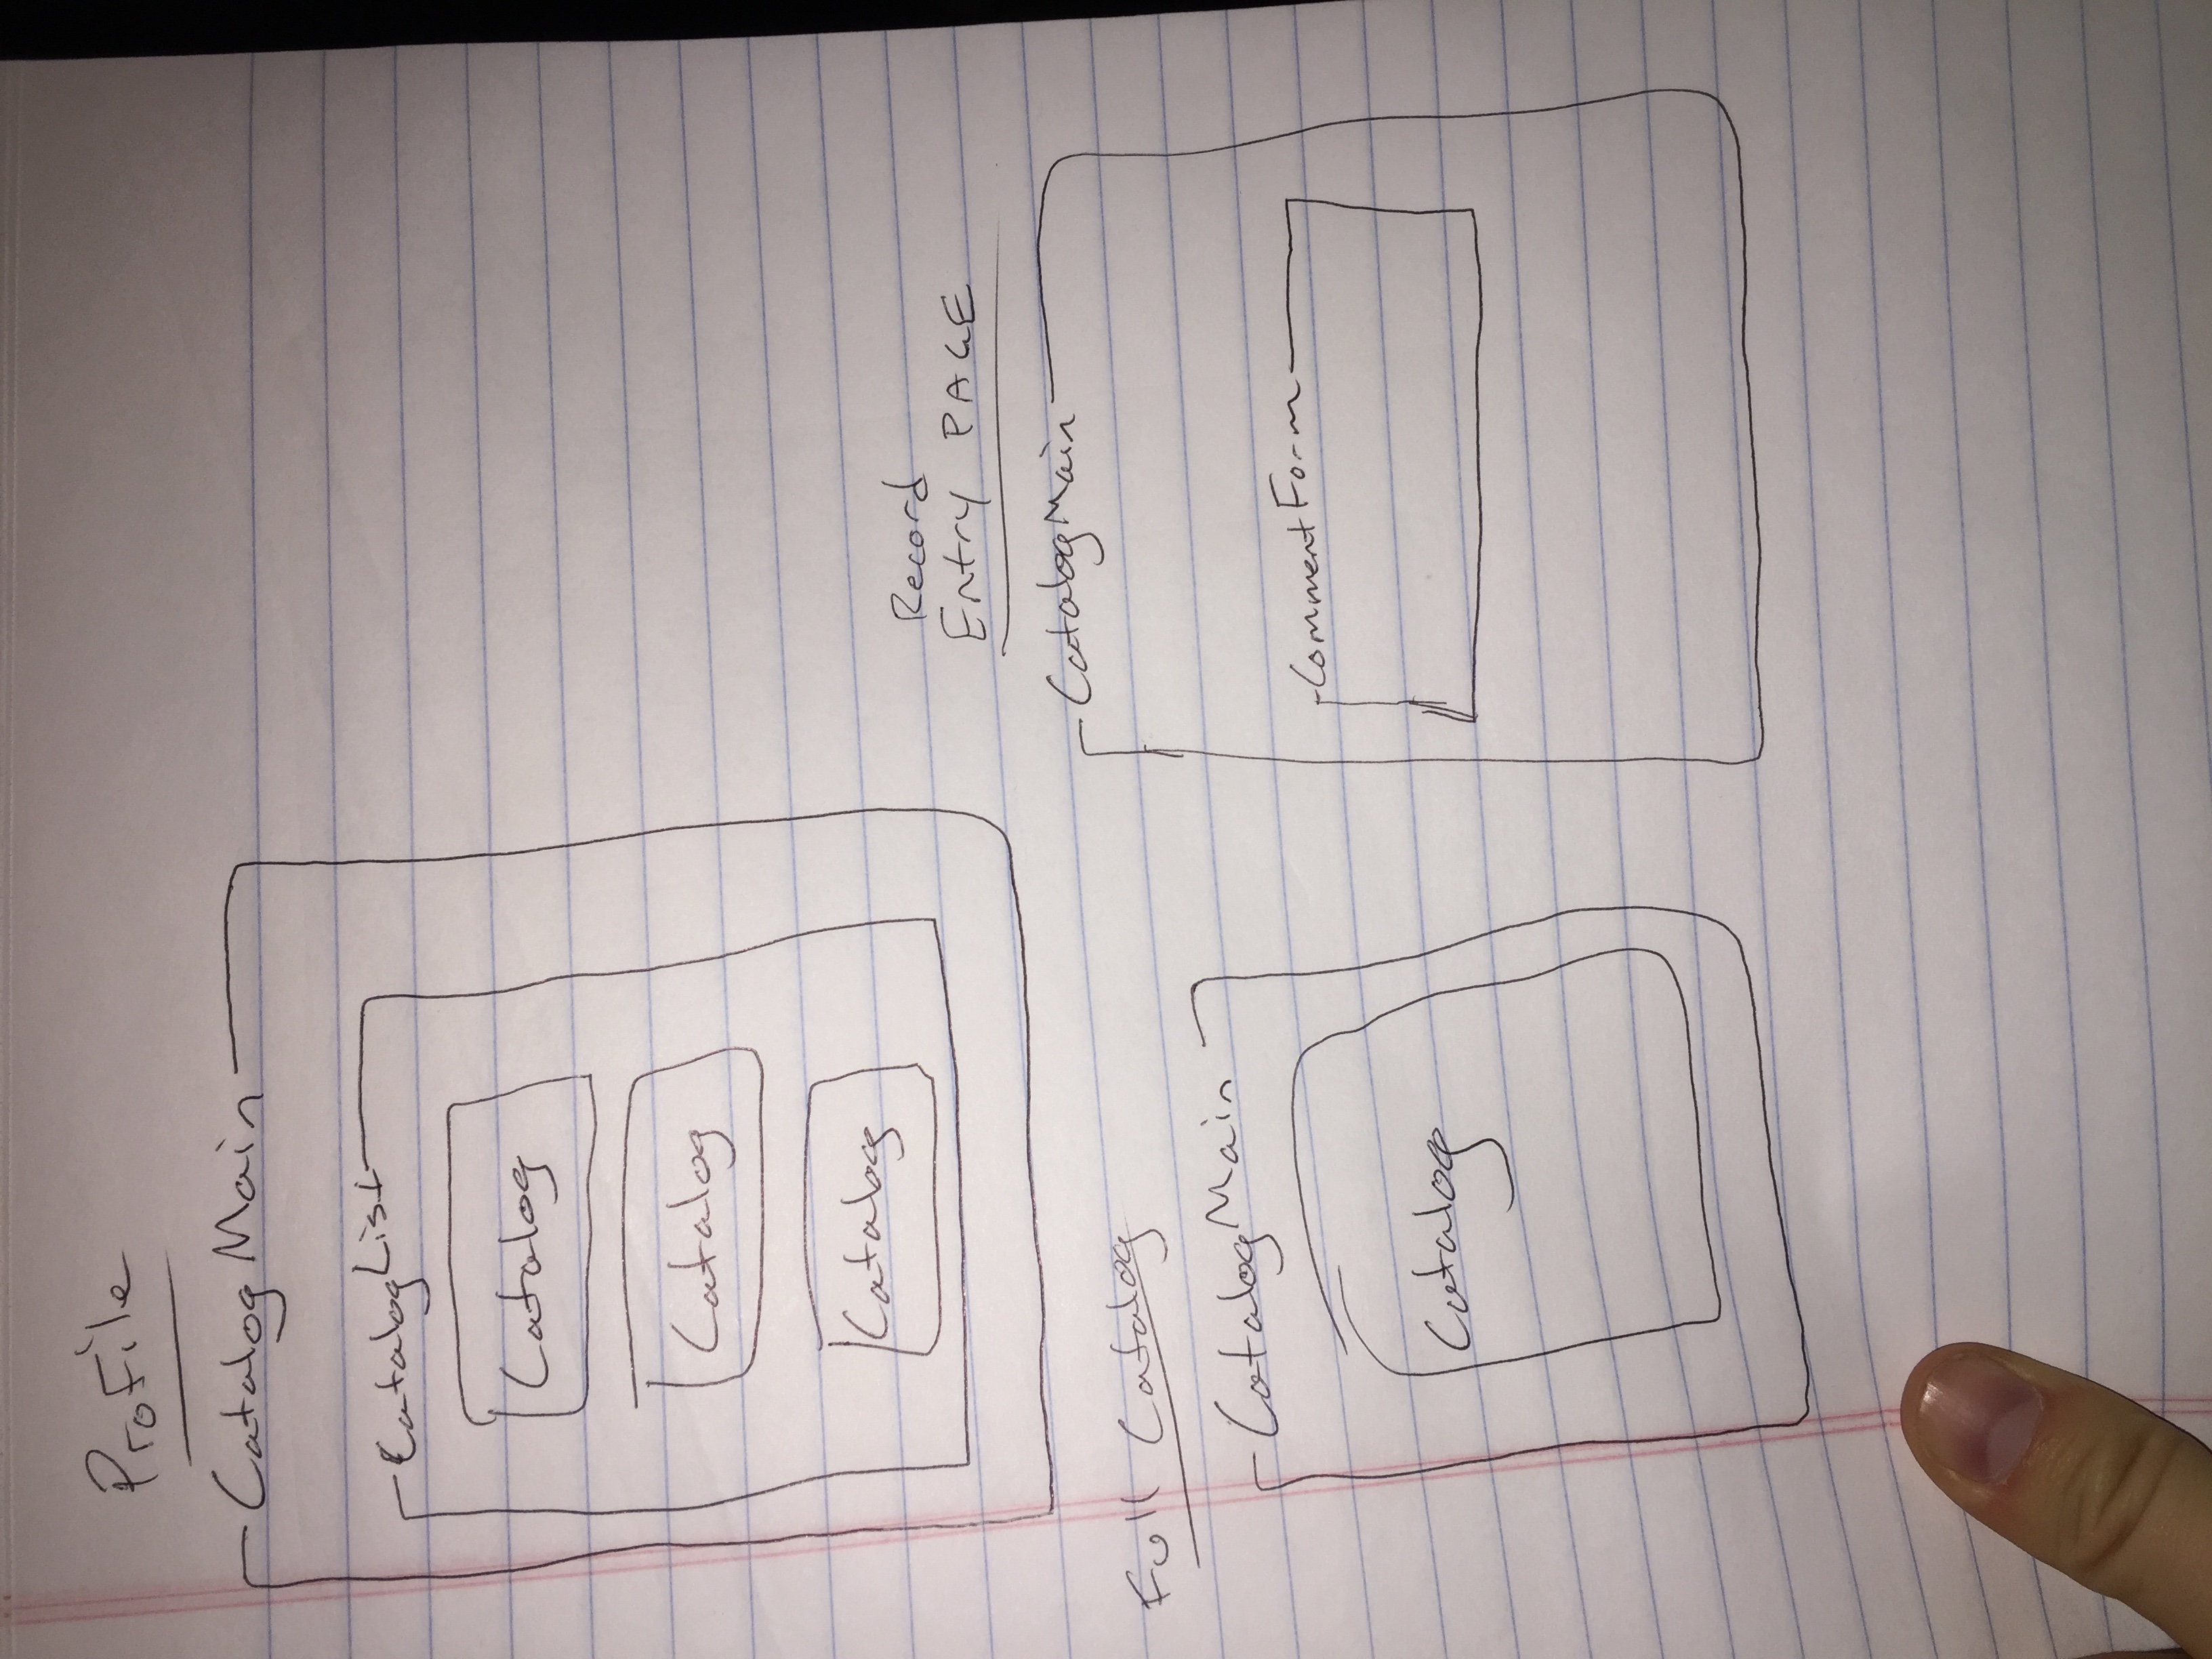 ProFile
CatalogMain
CatalogList
Catalog
Catalog
Catalog
Record
Entry PAGE
CatalogMain
CommentForm
Full Catalog
CatalogMain
Catalog